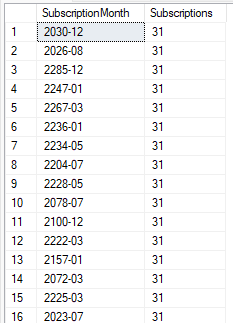 SubscriptionMonth Subscriptions
1 2030-12 31
2 2026-08 31
3 2285-12 31
4 2247-01 31
5 2267-03 31
6 2236-01 31
7 2234-05 31
8 2204-07 31
9 2228-05 31
10 2078-07 31
11 2100-12 31
12 2222-03 31
13 2157-01 31
14 2072-03 31
15 2225-03 31
16 2023-07 31